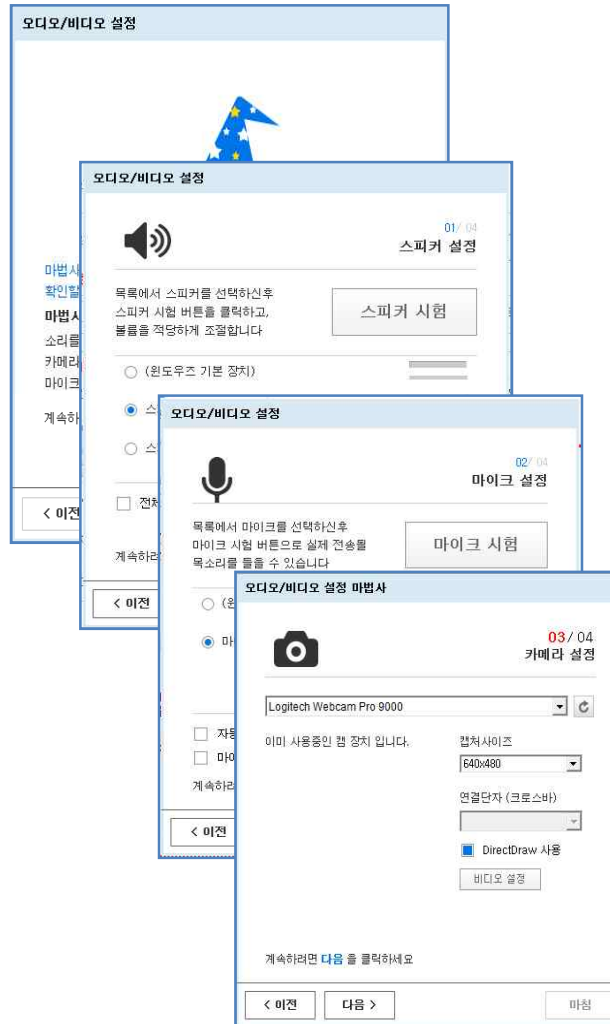 오디오/비디오 설정
마법사
확인할
마법사
소리를
카메라
마이크
계속하
< 이전
오디오/비디오 설정
01/ 04
스피커 설정
목록에서 스피커를 선택하신후
스피커 시험 버튼을 클릭하고,
볼륨을 적당하게 조절합니다
스피커 시험
(윈도우즈 기본 장치)
전체
계속하려
< 이전
오디오/비디오 설정
02/ 04
마이크 설정
목록에서 마이크를 선택하신후
마이크 시험 버튼으로 실제 전송될
목소리를 들을 수 있습니다
마이크 시험
자동
계속하려
< 이전
오디오/비디오 설정 마법사
03/ 04
카메라 설정
Logitech Webcam Pro 9000
이미 사용중인 캠 장치 입니다.
캡처사이즈
640x480
연결단자 (크로스바)
DirectDraw 사용
비디오 설정
계속하려면 다음 을 클릭하세요
< 이전
다음 >
마침